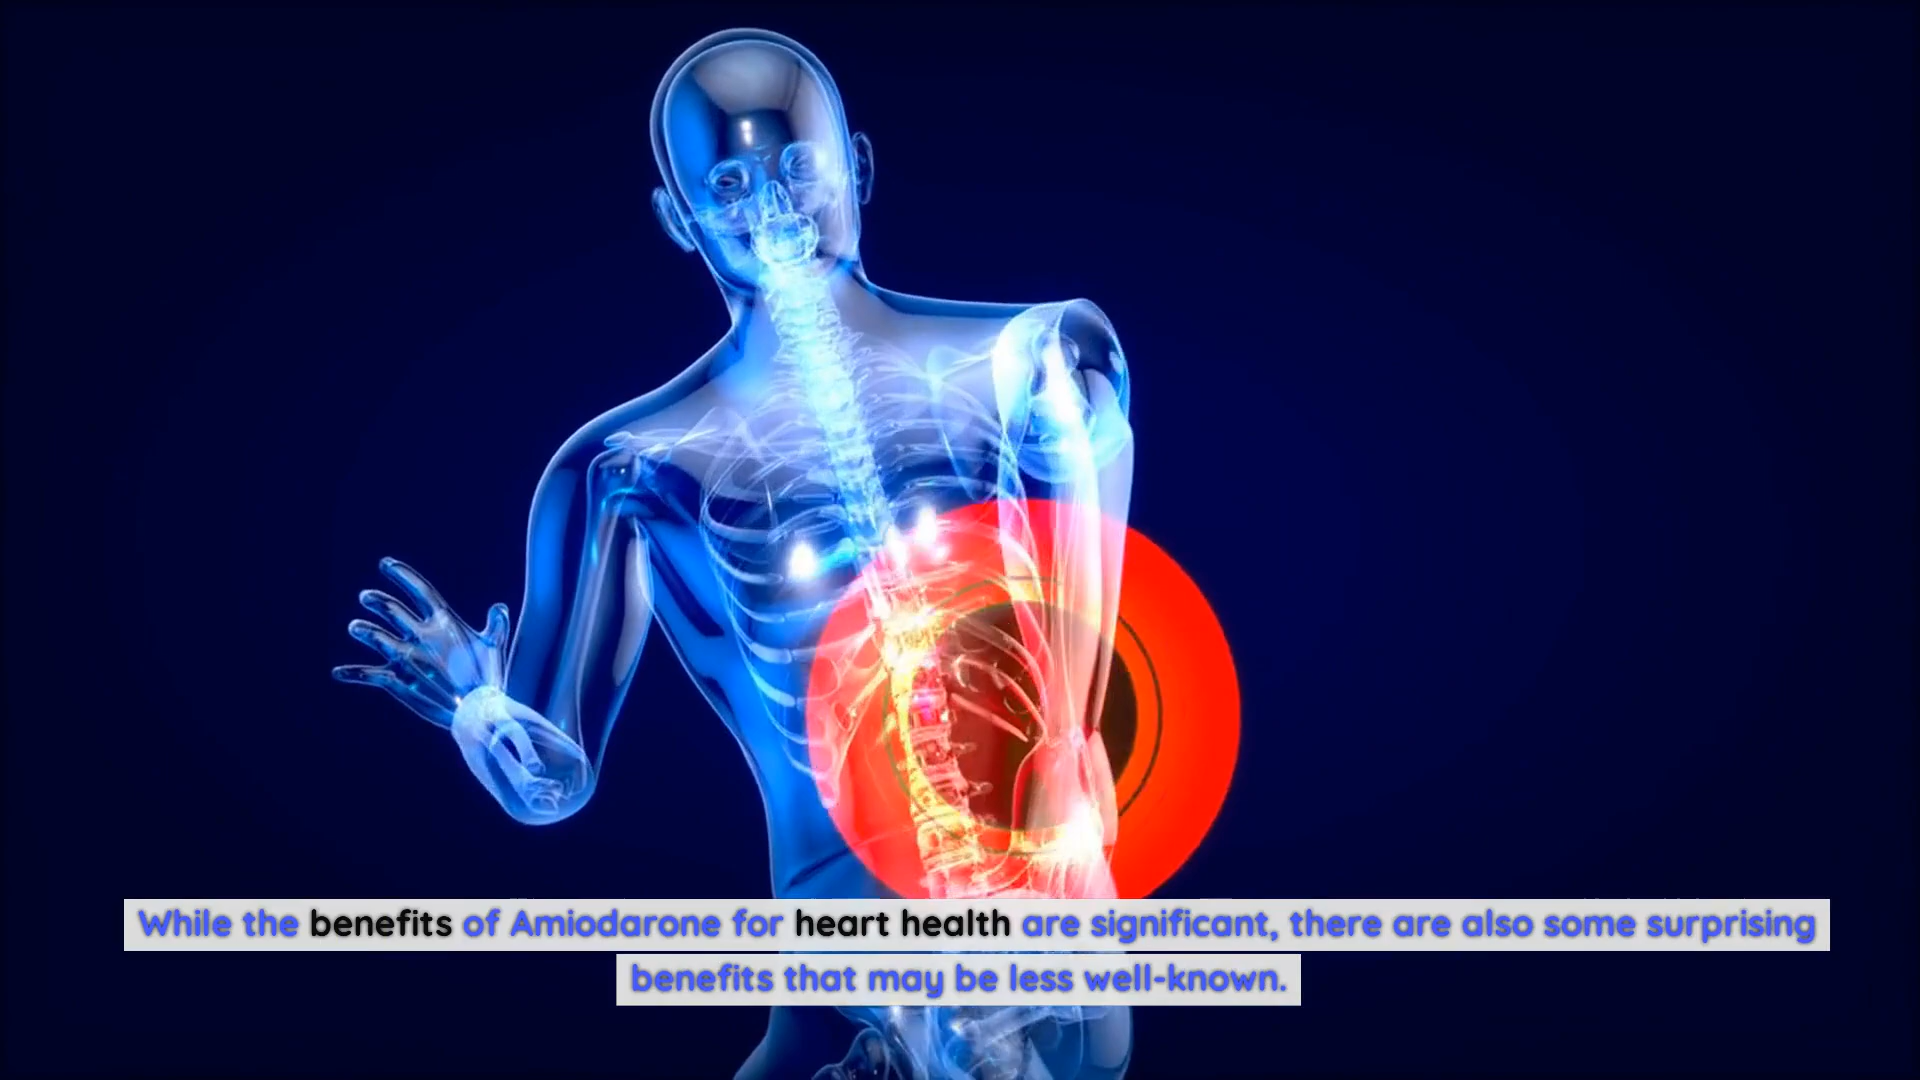 While the benefits of Amiodarone for heart health are significant, there are also some surprising
benefits that may be less well-known.